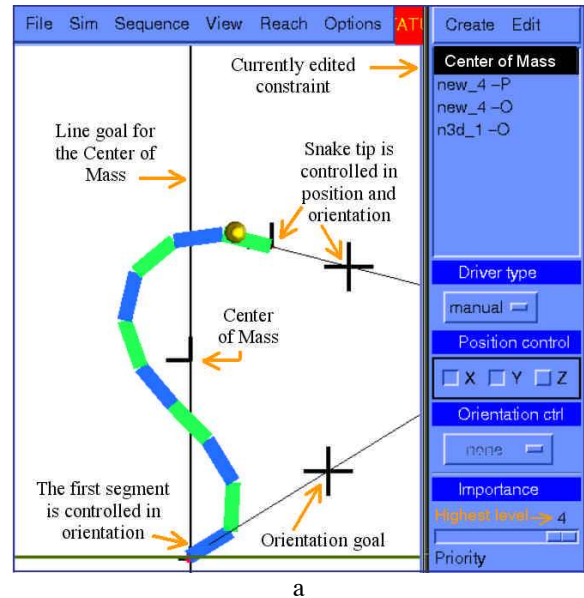 File Sim Sequence View Reach Options
Create Edit
Currently edited
constraint
Center of Mass
new_4 –P
new_4 –O
n3d_1 –O
Line goal for
the Center of
Mass
Snake tip is
controlled in
position and
orientation
Driver type
manual
Center
of Mass
Position control
X Y Z
Orientation ctrl
none
The first segment
is controlled in
orientation
Orientation goal
Importance
Highest level 4
Priority
a